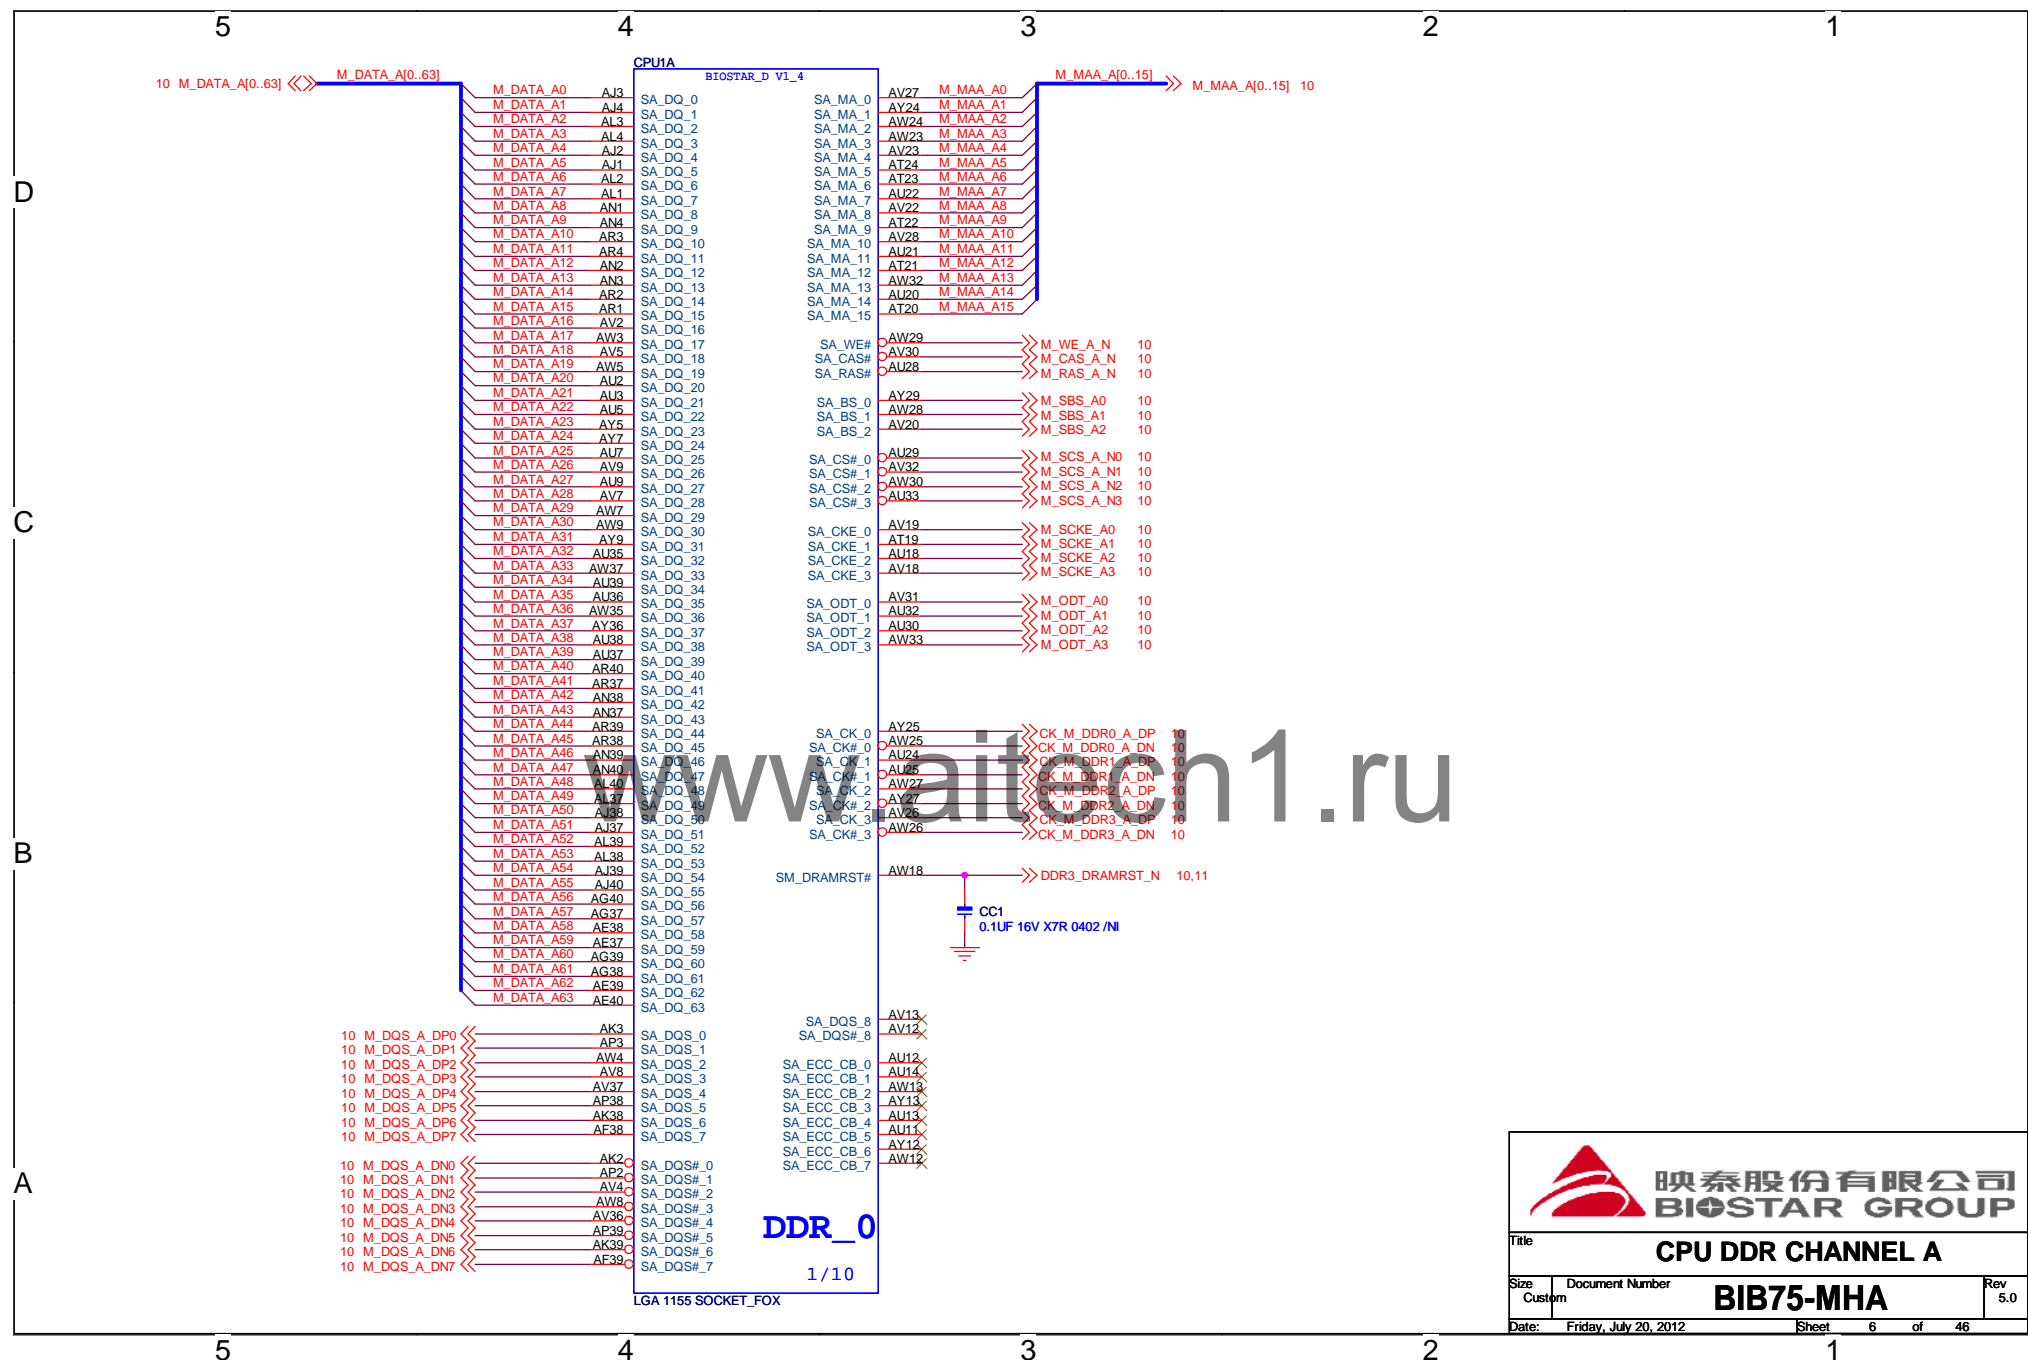 5 4 3 2 1
D
C
B
A
10 M_DATA_A[0..63]
M_DATA_A[0..63]
CPU1A
BIOSTAR_D V1_4
M_MAA_A[0..15]
M_MAA_A[0..15] 10
M_DATA_A0 AJ3 SA_DQ_0
M_DATA_A1 AJ4 SA_DQ_1
M_DATA_A2 AL3 SA_DQ_2
M_DATA_A3 AL4 SA_DQ_3
M_DATA_A4 AJ2 SA_DQ_4
M_DATA_A5 AJ1 SA_DQ_5
M_DATA_A6 AL2 SA_DQ_6
M_DATA_A7 AL1 SA_DQ_7
M_DATA_A8 AN1 SA_DQ_8
M_DATA_A9 AN4 SA_DQ_9
M_DATA_A10 AR3 SA_DQ_10
M_DATA_A11 AR4 SA_DQ_11
M_DATA_A12 AN2 SA_DQ_12
M_DATA_A13 AN3 SA_DQ_13
M_DATA_A14 AR2 SA_DQ_14
M_DATA_A15 AR1 SA_DQ_15
M_DATA_A16 AV2 SA_DQ_16
M_DATA_A17 AW3 SA_DQ_17
M_DATA_A18 AV5 SA_DQ_18
M_DATA_A19 AW5 SA_DQ_19
M_DATA_A20 AU2 SA_DQ_20
M_DATA_A21 AU3 SA_DQ_21
M_DATA_A22 AU5 SA_DQ_22
M_DATA_A23 AY5 SA_DQ_23
M_DATA_A24 AY7 SA_DQ_24
M_DATA_A25 AU7 SA_DQ_25
M_DATA_A26 AV9 SA_DQ_26
M_DATA_A27 AU9 SA_DQ_27
M_DATA_A28 AV7 SA_DQ_28
M_DATA_A29 AW7 SA_DQ_29
M_DATA_A30 AW9 SA_DQ_30
M_DATA_A31 AY9 SA_DQ_31
M_DATA_A32 AU35 SA_DQ_32
M_DATA_A33 AW37 SA_DQ_33
M_DATA_A34 AU39 SA_DQ_34
M_DATA_A35 AU36 SA_DQ_35
M_DATA_A36 AW35 SA_DQ_36
M_DATA_A37 AY36 SA_DQ_37
M_DATA_A38 AU38 SA_DQ_38
M_DATA_A39 AU37 SA_DQ_39
M_DATA_A40 AR40 SA_DQ_40
M_DATA_A41 AR37 SA_DQ_41
M_DATA_A42 AN38 SA_DQ_42
M_DATA_A43 AN37 SA_DQ_43
M_DATA_A44 AR39 SA_DQ_44
M_DATA_A45 AR38 SA_DQ_45
M_DATA_A46 AN39 SA_DQ_46
M_DATA_A47 AN40 SA_DQ_47
M_DATA_A48 AL40 SA_DQ_48
M_DATA_A49 AL37 SA_DQ_49
M_DATA_A50 AJ38 SA_DQ_50
M_DATA_A51 AJ37 SA_DQ_51
M_DATA_A52 AL39 SA_DQ_52
M_DATA_A53 AL38 SA_DQ_53
M_DATA_A54 AJ39 SA_DQ_54
M_DATA_A55 AJ40 SA_DQ_55
M_DATA_A56 AG40 SA_DQ_56
M_DATA_A57 AG37 SA_DQ_57
M_DATA_A58 AE38 SA_DQ_58
M_DATA_A59 AE37 SA_DQ_59
M_DATA_A60 AG39 SA_DQ_60
M_DATA_A61 AG38 SA_DQ_61
M_DATA_A62 AE39 SA_DQ_62
M_DATA_A63 AE40 SA_DQ_63
10 M_DQS_A_DP0 AK3 SA_DQS_0
10 M_DQS_A_DP1 AP3 SA_DQS_1
10 M_DQS_A_DP2 AW4 SA_DQS_2
10 M_DQS_A_DP3 AV8 SA_DQS_3
10 M_DQS_A_DP4 AV37 SA_DQS_4
10 M_DQS_A_DP5 AP38 SA_DQS_5
10 M_DQS_A_DP6 AK38 SA_DQS_6
10 M_DQS_A_DP7 AF38 SA_DQS_7
10 M_DQS_A_DN0 AK2 SA_DQS#_0
10 M_DQS_A_DN1 AP2 SA_DQS#_1
10 M_DQS_A_DN2 AV4 SA_DQS#_2
10 M_DQS_A_DN3 AW8 SA_DQS#_3
10 M_DQS_A_DN4 AV36 SA_DQS#_4
10 M_DQS_A_DN5 AP39 SA_DQS#_5
10 M_DQS_A_DN6 AK39 SA_DQS#_6
10 M_DQS_A_DN7 AF39 SA_DQS#_7
SA_MA_0 AV27 M_MAA_A0
SA_MA_1 AY24 M_MAA_A1
SA_MA_2 AW24 M_MAA_A2
SA_MA_3 AW23 M_MAA_A3
SA_MA_4 AV23 M_MAA_A4
SA_MA_5 AT24 M_MAA_A5
SA_MA_6 AT23 M_MAA_A6
SA_MA_7 AU22 M_MAA_A7
SA_MA_8 AV22 M_MAA_A8
SA_MA_9 AT22 M_MAA_A9
SA_MA_10 AV28 M_MAA_A10
SA_MA_11 AU21 M_MAA_A11
SA_MA_12 AT21 M_MAA_A12
SA_MA_13 AW32 M_MAA_A13
SA_MA_14 AU20 M_MAA_A14
SA_MA_15 AT20 M_MAA_A15
SA_WE# AW29 M_WE_A_N 10
SA_CAS# AV30 M_CAS_A_N 10
SA_RAS# AU28 M_RAS_A_N 10
SA_BS_0 AY29 M_SBS_A0 10
SA_BS_1 AW28 M_SBS_A1 10
SA_BS_2 AV20 M_SBS_A2 10
SA_CS#_0 AU29 M_SCS_A_N0 10
SA_CS#_1 AV32 M_SCS_A_N1 10
SA_CS#_2 AW30 M_SCS_A_N2 10
SA_CS#_3 AU33 M_SCS_A_N3 10
SA_CKE_0 AV19 M_SCKE_A0 10
SA_CKE_1 AT19 M_SCKE_A1 10
SA_CKE_2 AU18 M_SCKE_A2 10
SA_CKE_3 AV18 M_SCKE_A3 10
SA_ODT_0 AV31 M_ODT_A0 10
SA_ODT_1 AU32 M_ODT_A1 10
SA_ODT_2 AU30 M_ODT_A2 10
SA_ODT_3 AW33 M_ODT_A3 10
SA_CK_0 AY25 CK_M_DDR0_A_DP 10
SA_CK#_0 AW25 CK_M_DDR0_A_DN 10
SA_CK_1 AU24 CK_M_DDR1_A_DP 10
SA_CK#_1 AU25 CK_M_DDR1_A_DN 10
SA_CK_2 AW27 CK_M_DDR2_A_DP 10
SA_CK#_2 AY27 CK_M_DDR2_A_DN 10
SA_CK_3 AV26 CK_M_DDR3_A_DP 10
SA_CK#_3 AW26 CK_M_DDR3_A_DN 10
www.aitech1.ru
SM_DRAMRST# AW18 DDR3_DRAMRST_N 10,11
CC1
0.1UF 16V X7R 0402 /NI
SA_DQS_8 AV13
SA_DQS#_8 AV12
SA_ECC_CB_0 AU12
SA_ECC_CB_1 AU14
SA_ECC_CB_2 AW13
SA_ECC_CB_3 AY13
SA_ECC_CB_4 AU13
SA_ECC_CB_5 AU11
SA_ECC_CB_6 AY12
SA_ECC_CB_7 AW12
DDR_0
1/10
LGA 1155 SOCKET_FOX
映泰股份有限公司
BIOSTAR GROUP
Title
CPU DDR CHANNEL A
Size Document Number Rev
Custom BIB75-MHA 5.0
Date: Friday, July 20, 2012 Sheet 6 of 46
5 4 3 2 1